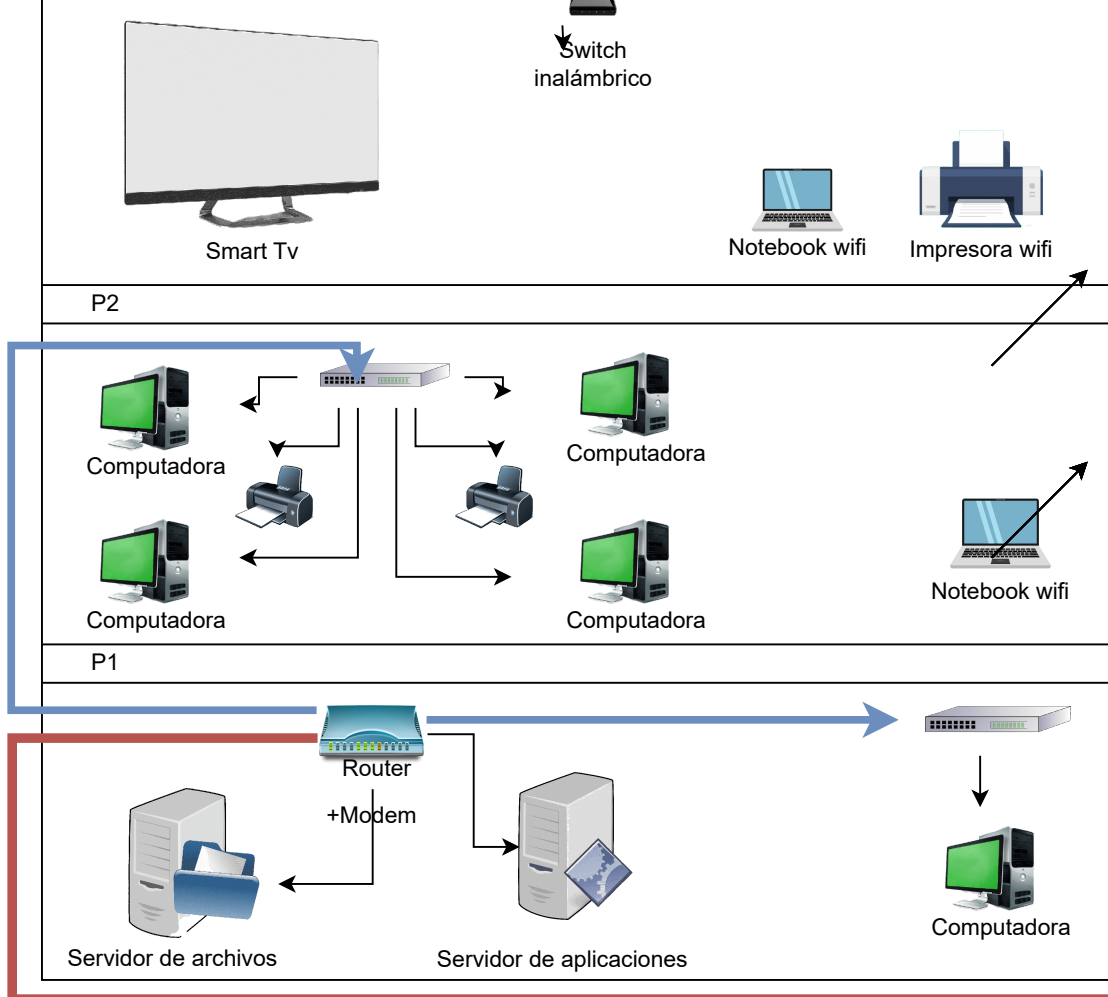 Switch
inalámbrico
Smart Tv
Notebook wifi
Impresora wifi
P2
Computadora
Computadora
Computadora
Computadora
Notebook wifi
P1
Router
+Modem
Servidor de archivos
Servidor de aplicaciones
Computadora